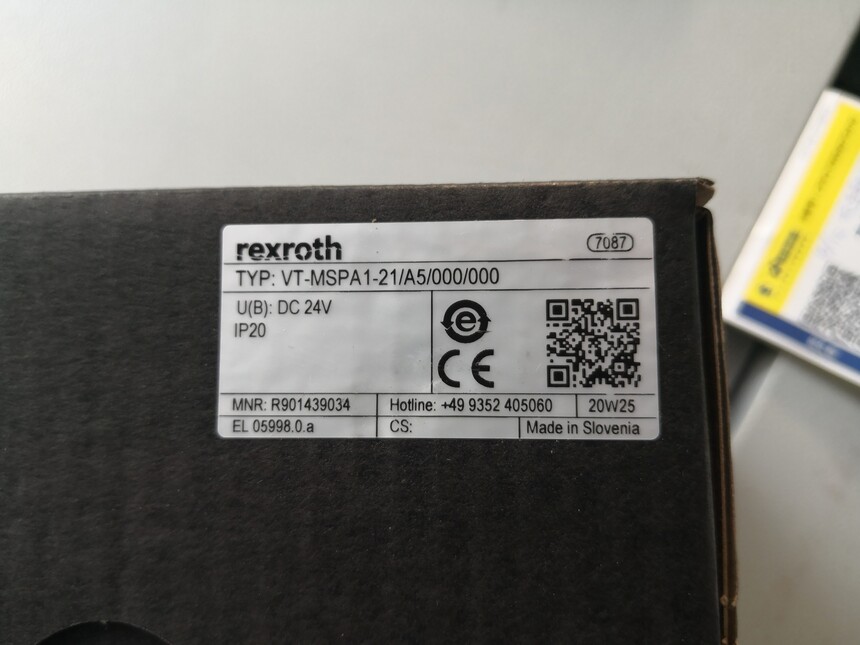 rexroth
7087
TYP: VT-MSPA1-21/A5/000/000
U(B): DC 24V
IP20
e
CE
MNR: R901439034
Hotline: +49 9352 405060
20W25
EL 05998.0.a
CS:
Made in Slovenia